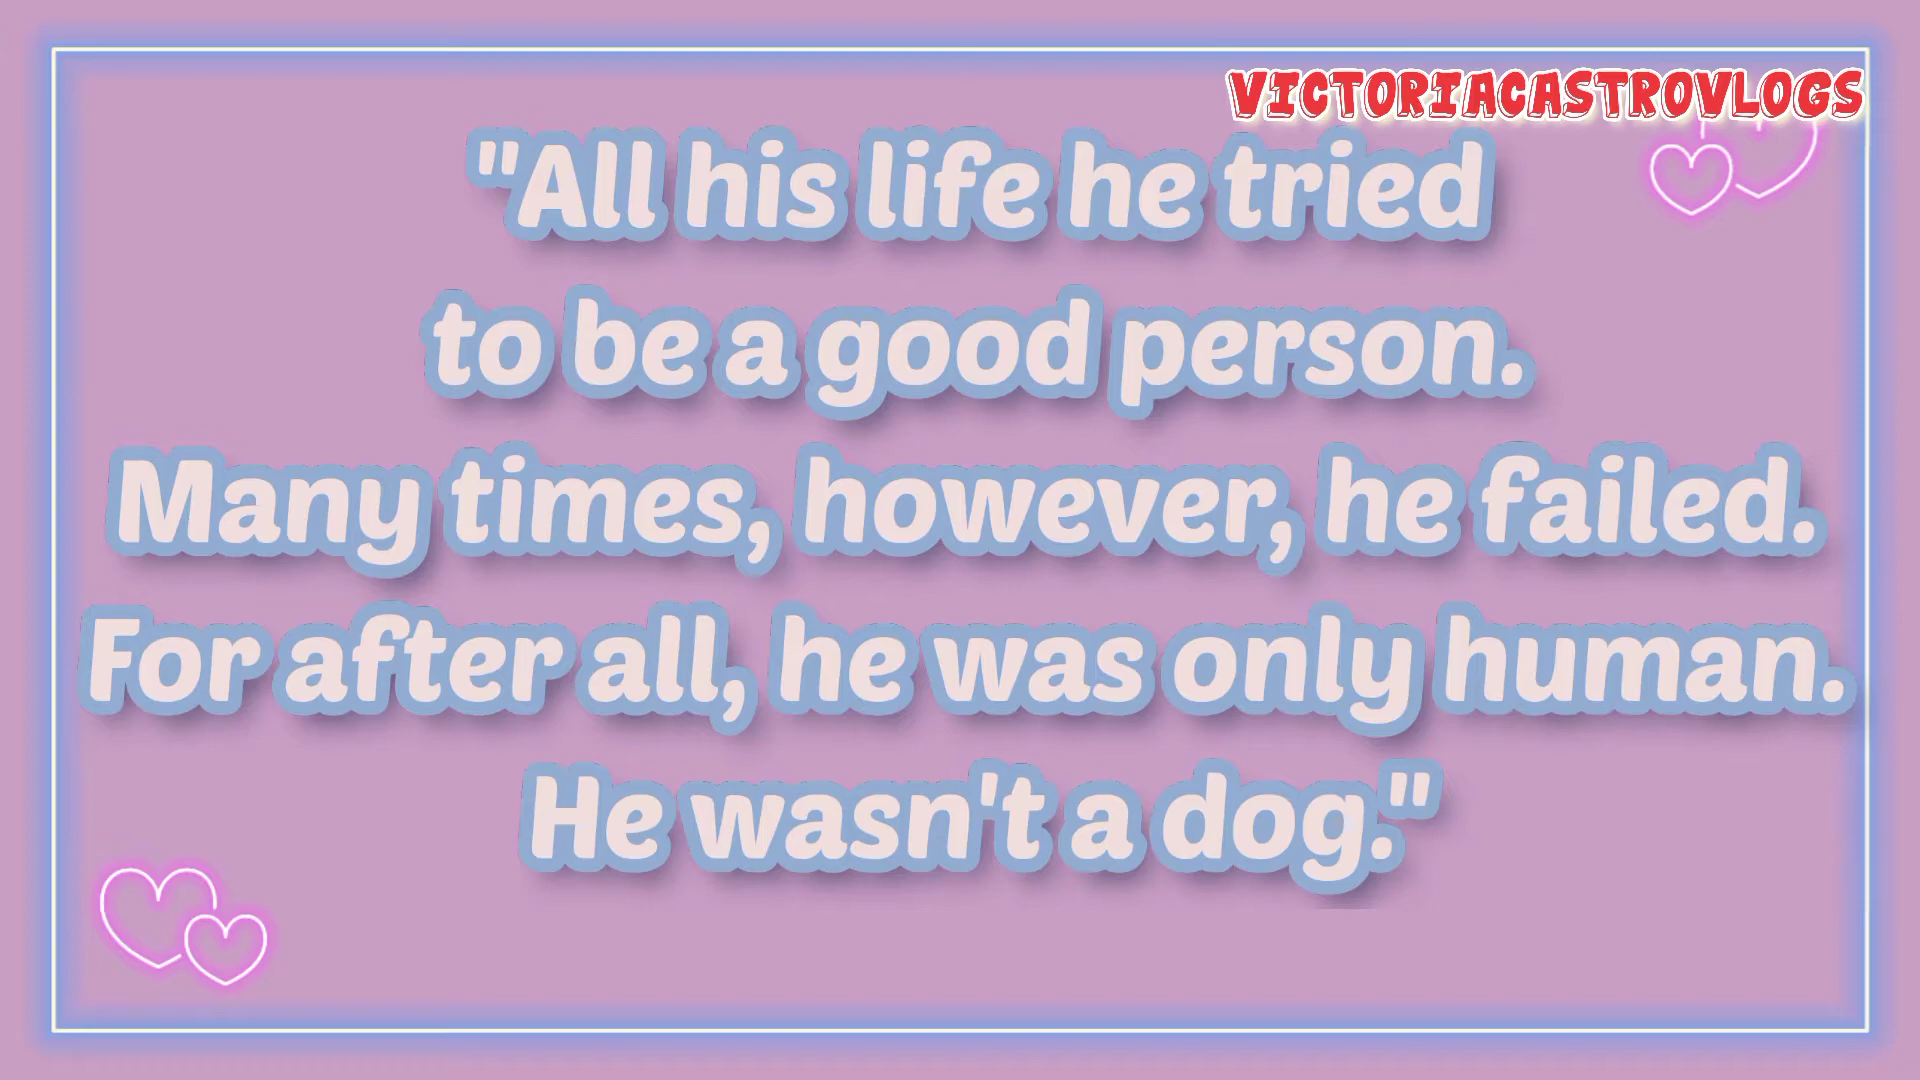 VICTORIACASTROVLOGS
"All his life he tried
to be a good person.
Many times, however, he failed.
For after all, he was only human.
He wasn't a dog."